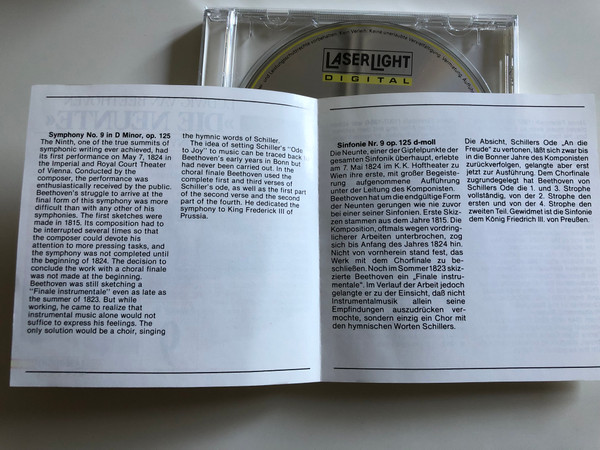 LASERLIGHT
DIGITAL
Symphony No. 9 in D Minor, op. 125
The Ninth, one of the true summits of
symphonic writing ever achieved, had
its first performance on May 7, 1824 in
the Imperial and Royal Court Theater
of Vienna. Conducted by the
composer, the performance was
enthusiastically received by the public.
Beethoven's struggle to arrive at the
final form of this symphony was more
difficult than with any other of his
symphonies. The first sketches were
made in 1815. Its composition had to
be interrupted several times so that
the composer could devote his
attention to more pressing tasks, and
the symphony was not completed until
the beginning of 1824. The decision to
conclude the work with a choral finale
was not made at the beginning.
Beethoven was still sketching a
"Finale instrumentale" even as late as
the summer of 1823. But while
working, he came to realize that
instrumental music alone would not
suffice to express his feelings. The
only solution would be a choir, singing
the hymnic words of Schiller.
The idea of setting Schiller's "Ode
to Joy" to music can be traced back to
Beethoven's early years in Bonn but
had never been carried out. In the
choral finale Beethoven used the
complete first and third verses of
Schiller's ode, as well as the first part
of the second verse and the second
part of the fourth. He dedicated the
symphony to King Frederick III of
Prussia.
Sinfonie Nr. 9 op. 125 d-moll
Die Neunte, einer der Gipfelpunkte der
gesamten Sinfonik überhaupt, erlebte
am 7. Mai 1824 im K.K. Hoftheater zu
Wien ihre erste, mit großer Begeiste-
rung aufgenommene Aufführung
unter der Leitung des Komponisten.
Beethoven hat um die endgültige Form
der Neunten gerungen wie nie zuvor
bei einer seiner Sinfonien. Erste Skiz-
zen stammen aus dem Jahre 1815. Die
Komposition, oftmals wegen vordring-
licherer Arbeiten unterbrochen, zog
sich bis Anfang des Jahres 1824 hin.
Nicht von vornherein stand fest, das
Werk mit dem Chorfinale zu be-
schließen. Noch im Sommer 1823 skiz-
zierte Beethoven ein „Finale instru-
mentale". Im Verlauf der Arbeit jedoch
gelangte er zu der Einsicht, daß nicht
Instrumentalmusik allein seine
Empfindungen auszudrücken ver-
mochte, sondern einzig ein Chor mit
den hymnischen Worten Schillers.
Die Absicht, Schillers Ode „An die
Freude" zu vertonen, läßt sich zwar bis
in die Bonner Jahre des Komponisten
zurückverfolgen, gelangte aber erst
jetzt zur Ausführung. Dem Chorfinale
zugrundegelegt hat Beethoven von
Schillers Ode die 1. und 3. Strophe
vollständig, von der 2. Strophe den
ersten und von der 4. Strophe den
zweiten Teil. Gewidmet ist die Sinfonie
dem König Friedrich III. von Preußen.